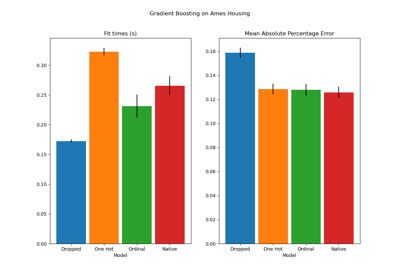 Gradient Boosting on Ames Housing
Fit times (s)
Mean Absolute Percentage Error
0.30
0.25
0.20
0.15
0.10
0.05
0.00
Dropped
One Hot
Ordinal
Native
Model
0.16
0.14
0.12
0.10
0.08
0.06
0.04
0.02
0.00
Dropped
One Hot
Ordinal
Native
Model